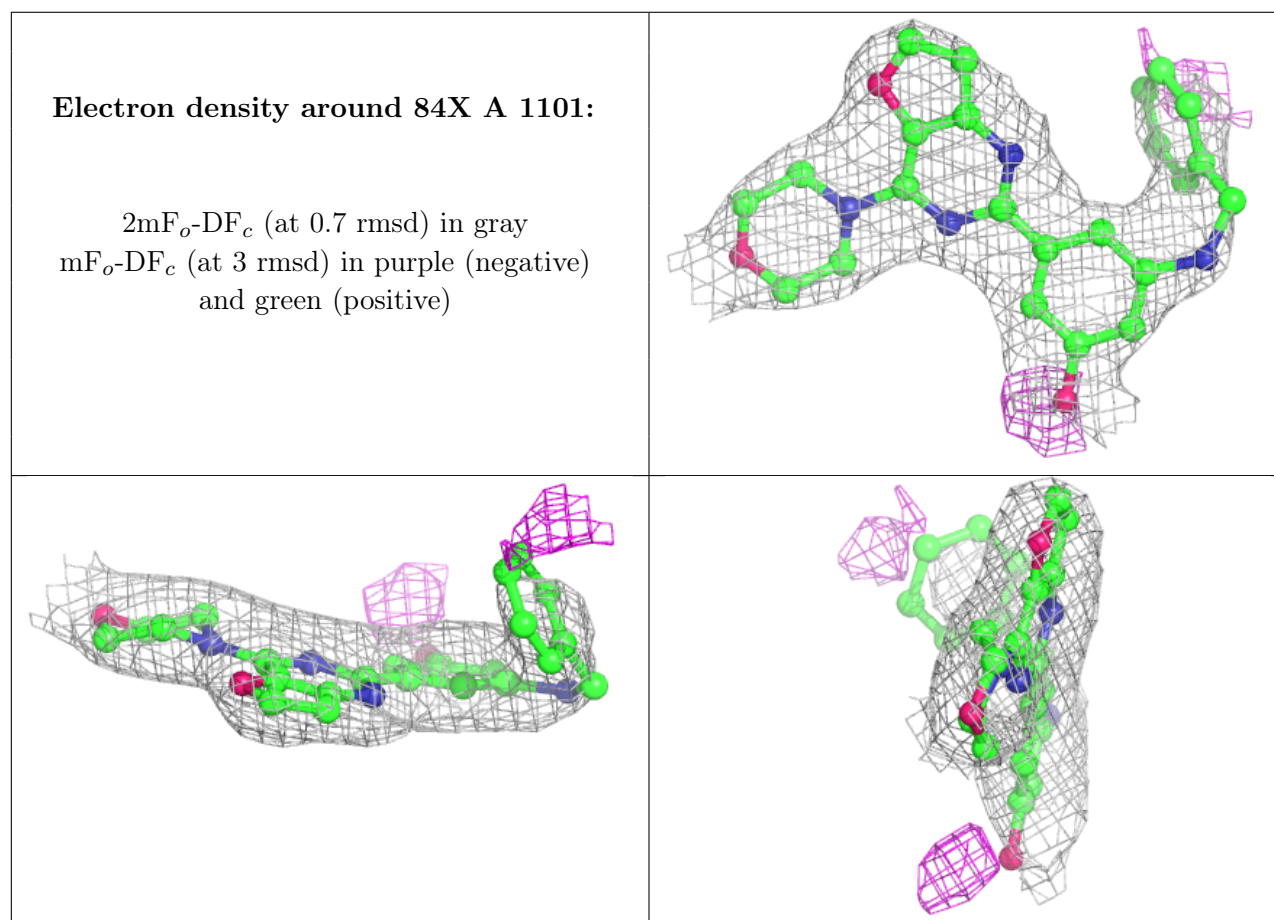 Electron density around 84X A 1101:
2mFo-DFc (at 0.7 rmsd) in gray
mFo-DFc (at 3 rmsd) in purple (negative)
and green (positive)